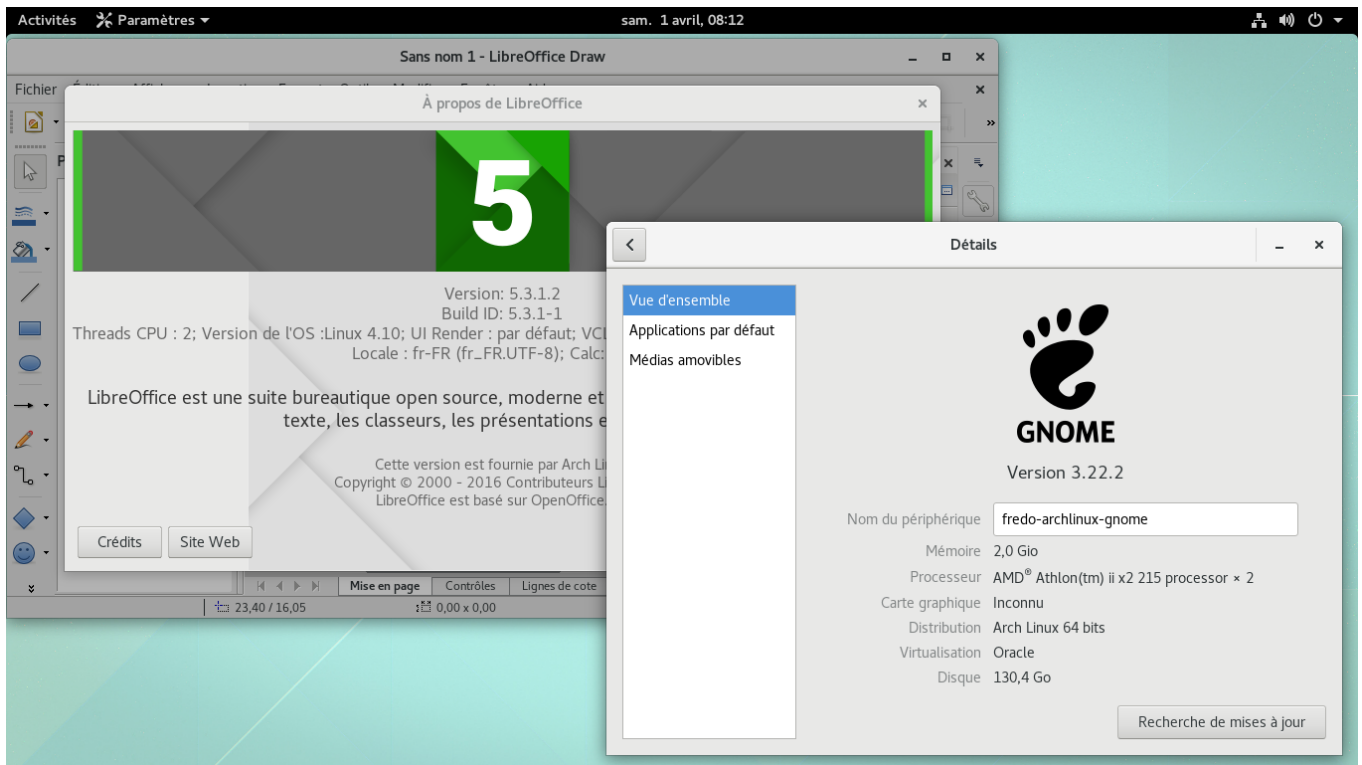 Activités Paramètres sam. 1 avril, 08:12
Sans nom 1 - LibreOffice Draw
Fichier
À propos de LibreOffice
5
Version: 5.3.1.2
Build ID: 5.3.1-1
Threads CPU : 2; Version de l'OS :Linux 4.10; UI Render : par défaut; VCL
Locale : fr-FR (fr_FR.UTF-8); Calc:
LibreOffice est une suite bureautique open source, moderne et
texte, les classeurs, les présentations e
Cette version est fournie par Arch Li
Copyright © 2000 - 2016 Contributeurs Li
LibreOffice est basé sur OpenOffice.
Crédits Site Web
Mise en page Contrôles Lignes de cote
23,40 / 16,05 0,00 x 0,00
Détails
Vue d'ensemble
Applications par défaut
Médias amovibles
GNOME
Version 3.22.2
Nom du périphérique fredo-archlinux-gnome
Mémoire 2,0 Gio
Processeur AMD® Athlon(tm) ii x2 215 processor × 2
Carte graphique Inconnu
Distribution Arch Linux 64 bits
Virtualisation Oracle
Disque 130,4 Go
Recherche de mises à jour